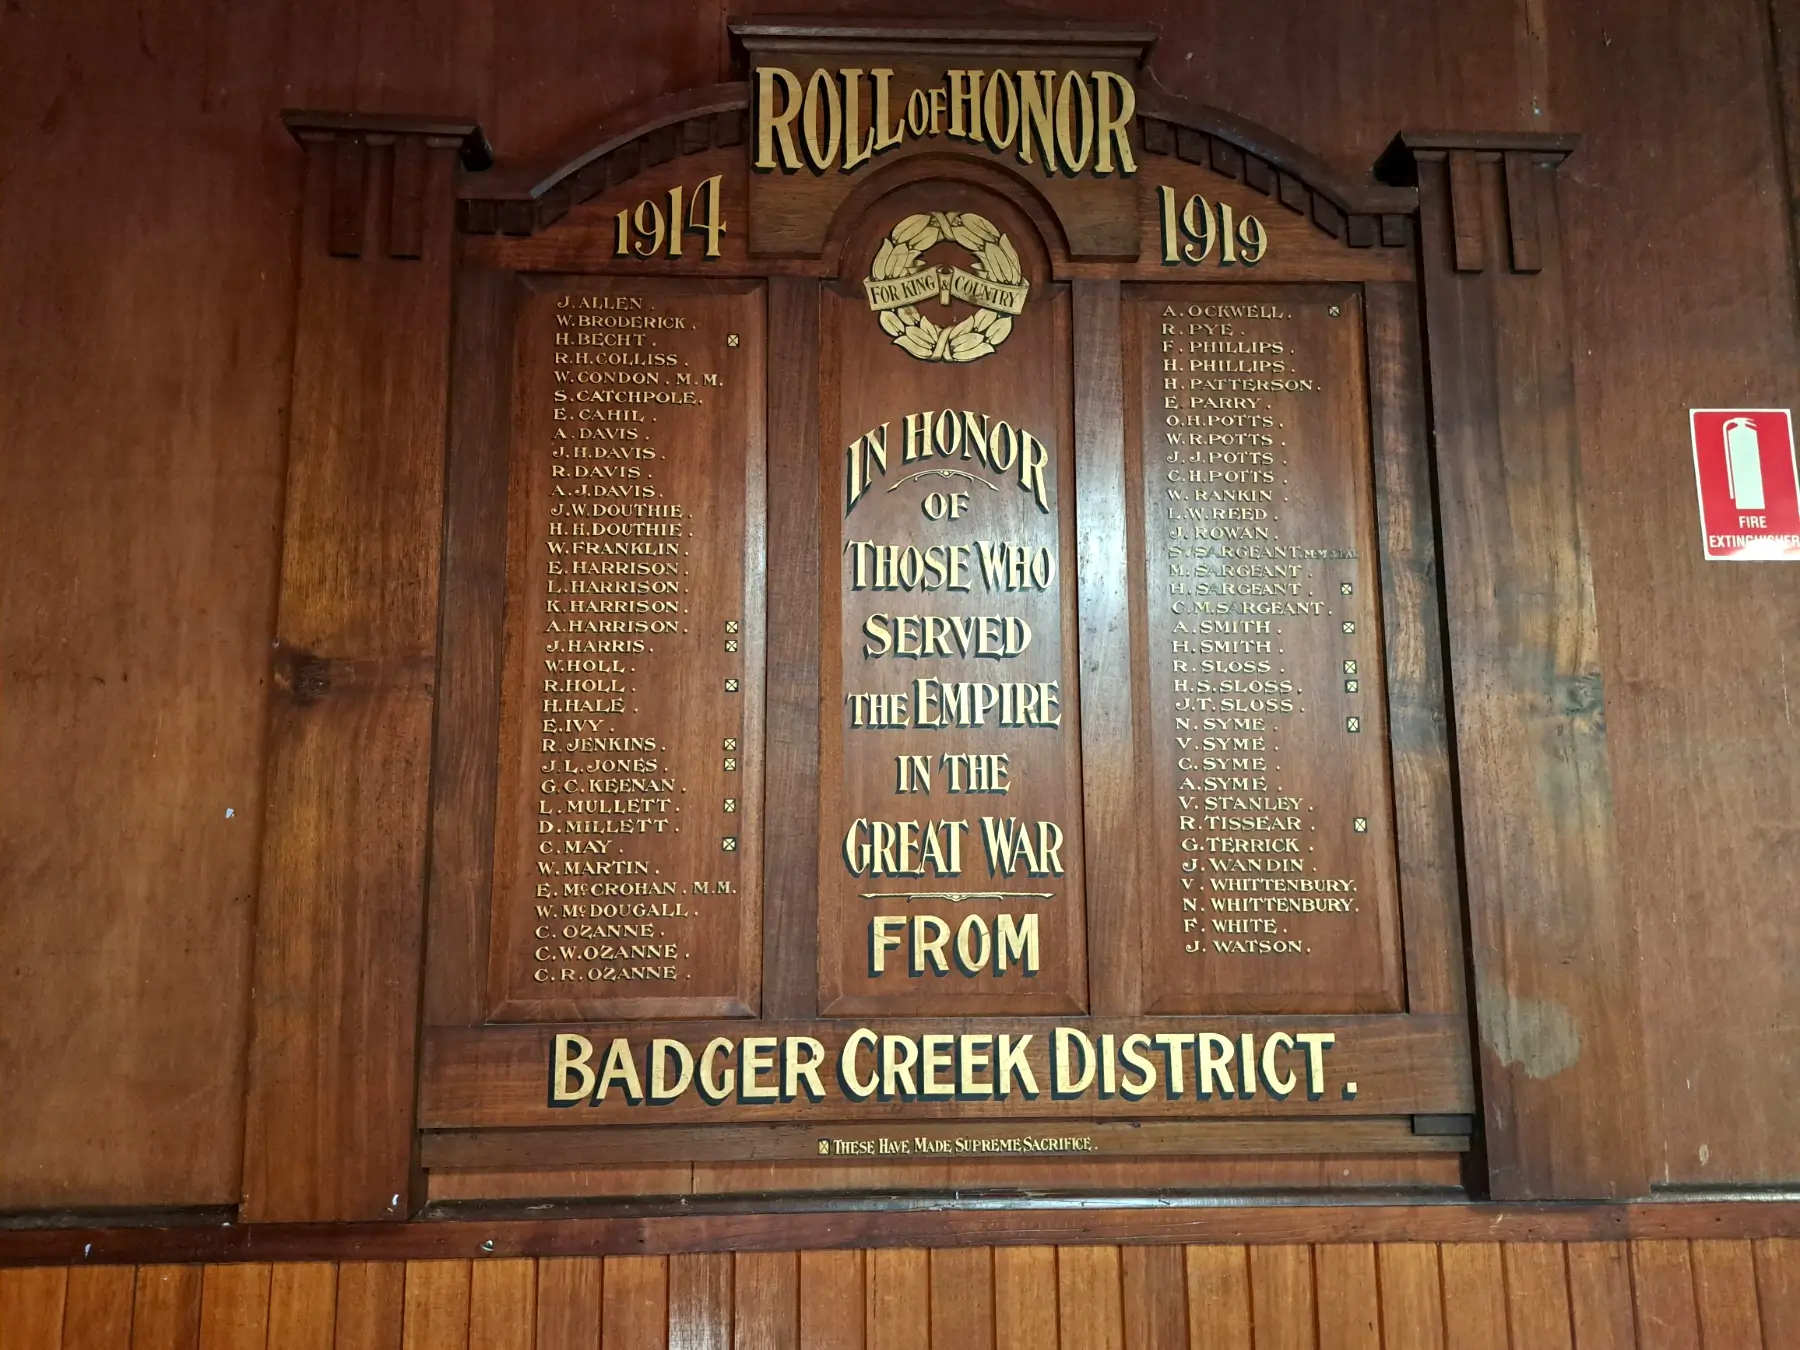 ROLL OF HONOR
1914
1919
FOR KING & COUNTRY
J. ALLEN.
W. BRODERICK.
H. BECHT.
R. H. COLLISS.
W. CONDON. M. M.
S. CATCHPOLE.
E. CAHIL.
A. DAVIS.
J. H. DAVIS.
R. DAVIS.
A. J. DAVIS.
J. W. DOUTHIE.
H. H. DOUTHIE.
W. FRANKLIN.
E. HARRISON.
L. HARRISON.
K. HARRISON.
A. HARRISON.
J. HARRIS.
W. HOLL.
R. HOLL.
H. HALE.
E. IVY.
R. JENKINS.
J. L. JONES.
G. C. KEENAN.
L. MULLETT.
D. MILLETT.
C. MAY.
W. MARTIN.
E. McCROHAN. M.M.
W. McDOUGALL.
C. OZANNE.
C. W. OZANNE.
C. R. OZANNE.
IN HONOR
OF
THOSE WHO
SERVED
THE EMPIRE
IN THE
GREAT WAR
FROM
A. OCKWELL.
R. PYE.
F. PHILLIPS.
H. PHILLIPS.
H. PATTERSON.
E. PARRY.
O. H. POTTS.
W. R. POTTS.
J. J. POTTS.
C. H. POTTS.
W. RANKIN.
L. W. REED.
J. ROWAN.
S. SARGEANT. M.M.
M. SARGEANT.
H. SARGEANT.
C. M. SARGEANT.
A. SMITH.
H. SMITH.
R. SLOSS.
H. S. SLOSS.
J. T. SLOSS.
N. SYME.
V. SYME.
C. SYME.
A. SYME.
V. STANLEY.
R. TISSEAR.
G. TERRICK.
J. WANDIN.
V. WHITTENBURY.
N. WHITTENBURY.
F. WHITE.
J. WATSON.
BADGER CREEK DISTRICT.
THESE HAVE MADE SUPREME SACRIFICE.
FIRE
EXTINGUISHER